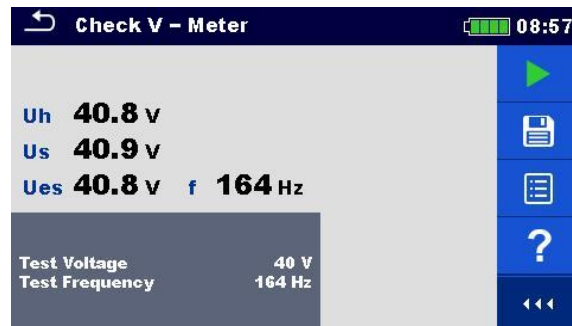 Check V – Meter 08:57
Uh 40.8 V
Us 40.9 V
Ues 40.8 V f 164 Hz
?
Test Voltage 40 V
Test Frequency 164 Hz